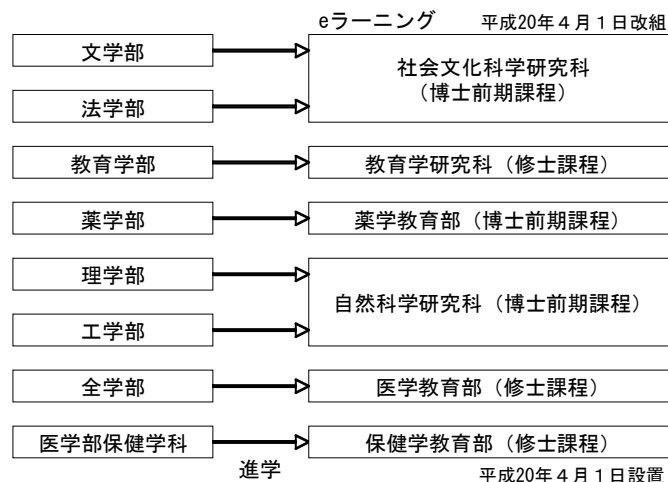 eラーニング 平成20年４月１日改組
文学部
社会文化科学研究科
（博士前期課程）
法学部
教育学部 教育学研究科（修士課程）
薬学部 薬学教育部（博士前期課程）
理学部
自然科学研究科（博士前期課程）
工学部
全学部 医学教育部（修士課程）
医学部保健学科 保健学教育部（修士課程）
進学 平成20年４月１日設置